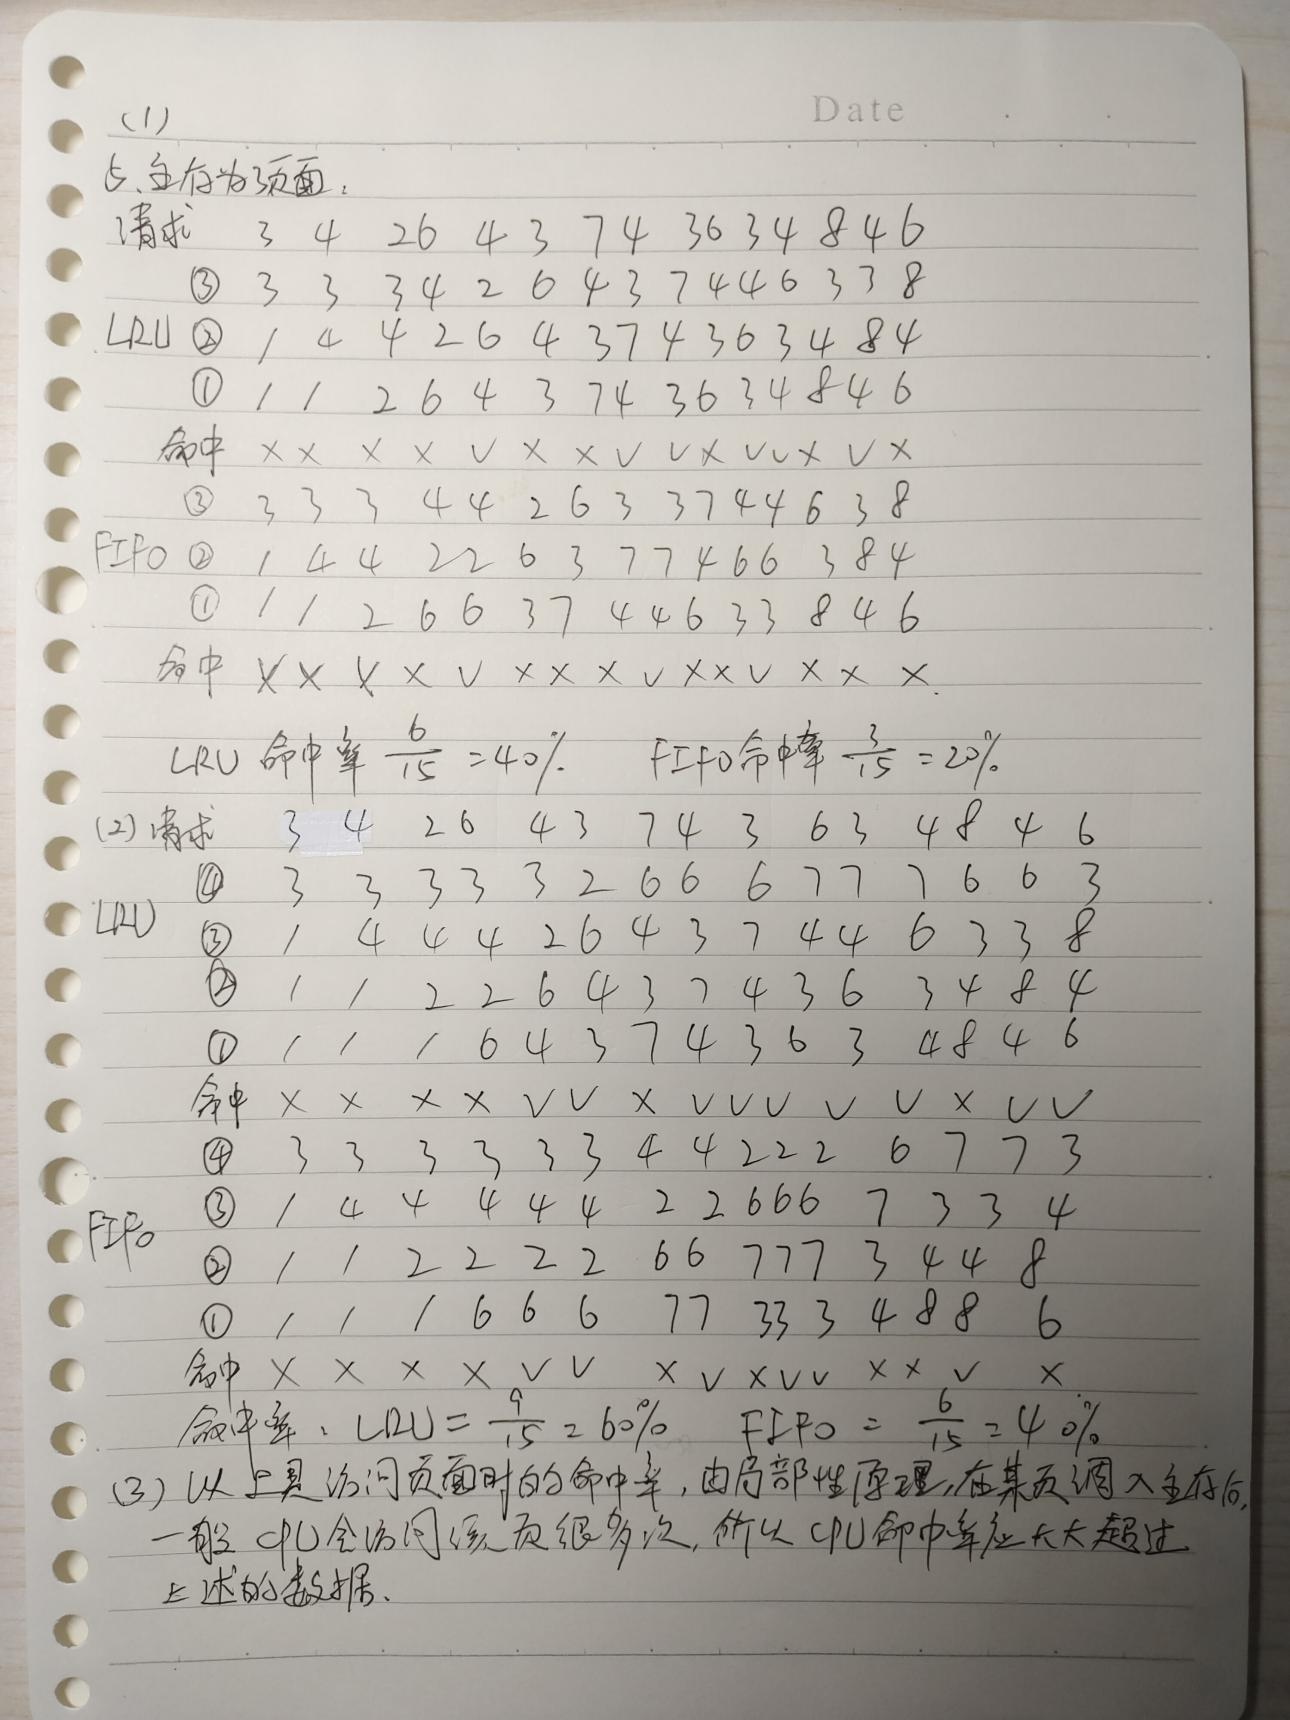 Date
(1)
5、主存为3页面：
请求 3 4 2 6 4 3 7 4 3 6 3 4 8 4 6
③ 3 3 3 4 2 6 4 3 7 4 4 6 3 3 8
LRU ② / 4 4 2 6 4 3 7 4 3 6 3 4 8 4
① / / 2 6 4 3 7 4 3 6 3 4 8 4 6
命中 × × × × ∨ × × ∨ ∨ × ∨ ∨ × ∨ ×
③ 3 3 3 4 4 2 6 3 3 7 4 4 6 3 8
FIFO ② / 4 4 2 2 6 3 7 7 4 6 6 3 8 4
① / / 2 6 6 3 7 4 4 6 3 3 8 4 6
命中 × × × × ∨ × × × ∨ × × ∨ × × ×.
LRU 命中率 6/15 =40% FIFO命中率 3/15 =20%
(2) 请求 3 4 2 6 4 3 7 4 3 6 3 4 8 4 6
④ 3 3 3 3 3 2 6 6 6 7 7 7 6 6 3
LRU ③ / 4 4 4 2 6 4 3 7 4 4 6 3 3 8
② / / 2 2 6 4 3 7 4 3 6 3 4 8 4
① / / / 6 4 3 7 4 3 6 3 4 8 4 6
命中 × × × × ∨ ∨ × ∨ ∨ ∨ ∨ ∨ × ∨ ∨
④ 3 3 3 3 3 3 4 4 2 2 2 6 7 7 3
FIFO ③ / 4 4 4 4 4 2 2 6 6 6 7 3 3 4
② / / 2 2 2 2 6 6 7 7 7 3 4 4 8
① / / / 6 6 6 7 7 3 3 3 4 8 8 6
命中 × × × × ∨ ∨ × ∨ × ∨ ∨ × × ∨ ×
命中率：LRU = 9/15 = 60% FIFO = 6/15 = 40%
(3) 以上是访问页面时的命中率，由局部性原理，在某页调入主存后，
一般CPU会访问该页很多次，所以CPU命中率应大大超过
上述的数据.